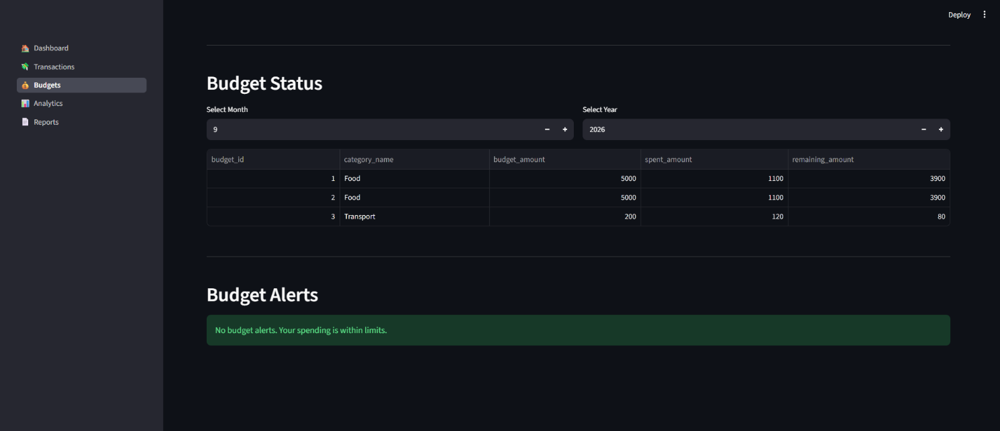 Deploy
Dashboard
Transactions
Budgets
Analytics
Reports
Budget Status
Select Month Select Year
9 − + 2026 − +
budget_id category_name budget_amount spent_amount remaining_amount
1 Food 5000 1100 3900
2 Food 5000 1100 3900
3 Transport 200 120 80
Budget Alerts
No budget alerts. Your spending is within limits.